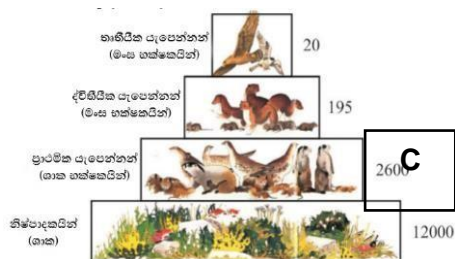 තෘතීයික යැපෙන්නන්
(මංස භක්ෂකයින්)
20
ද්විතීයික යැපෙන්නන්
(මංස භක්ෂකයින්)
195
ප්‍රාථමික යැපෙන්නන්
(ශාක භක්ෂකයින්)
2600
C
නිෂ්පාදකයින්
(ශාක)
12000